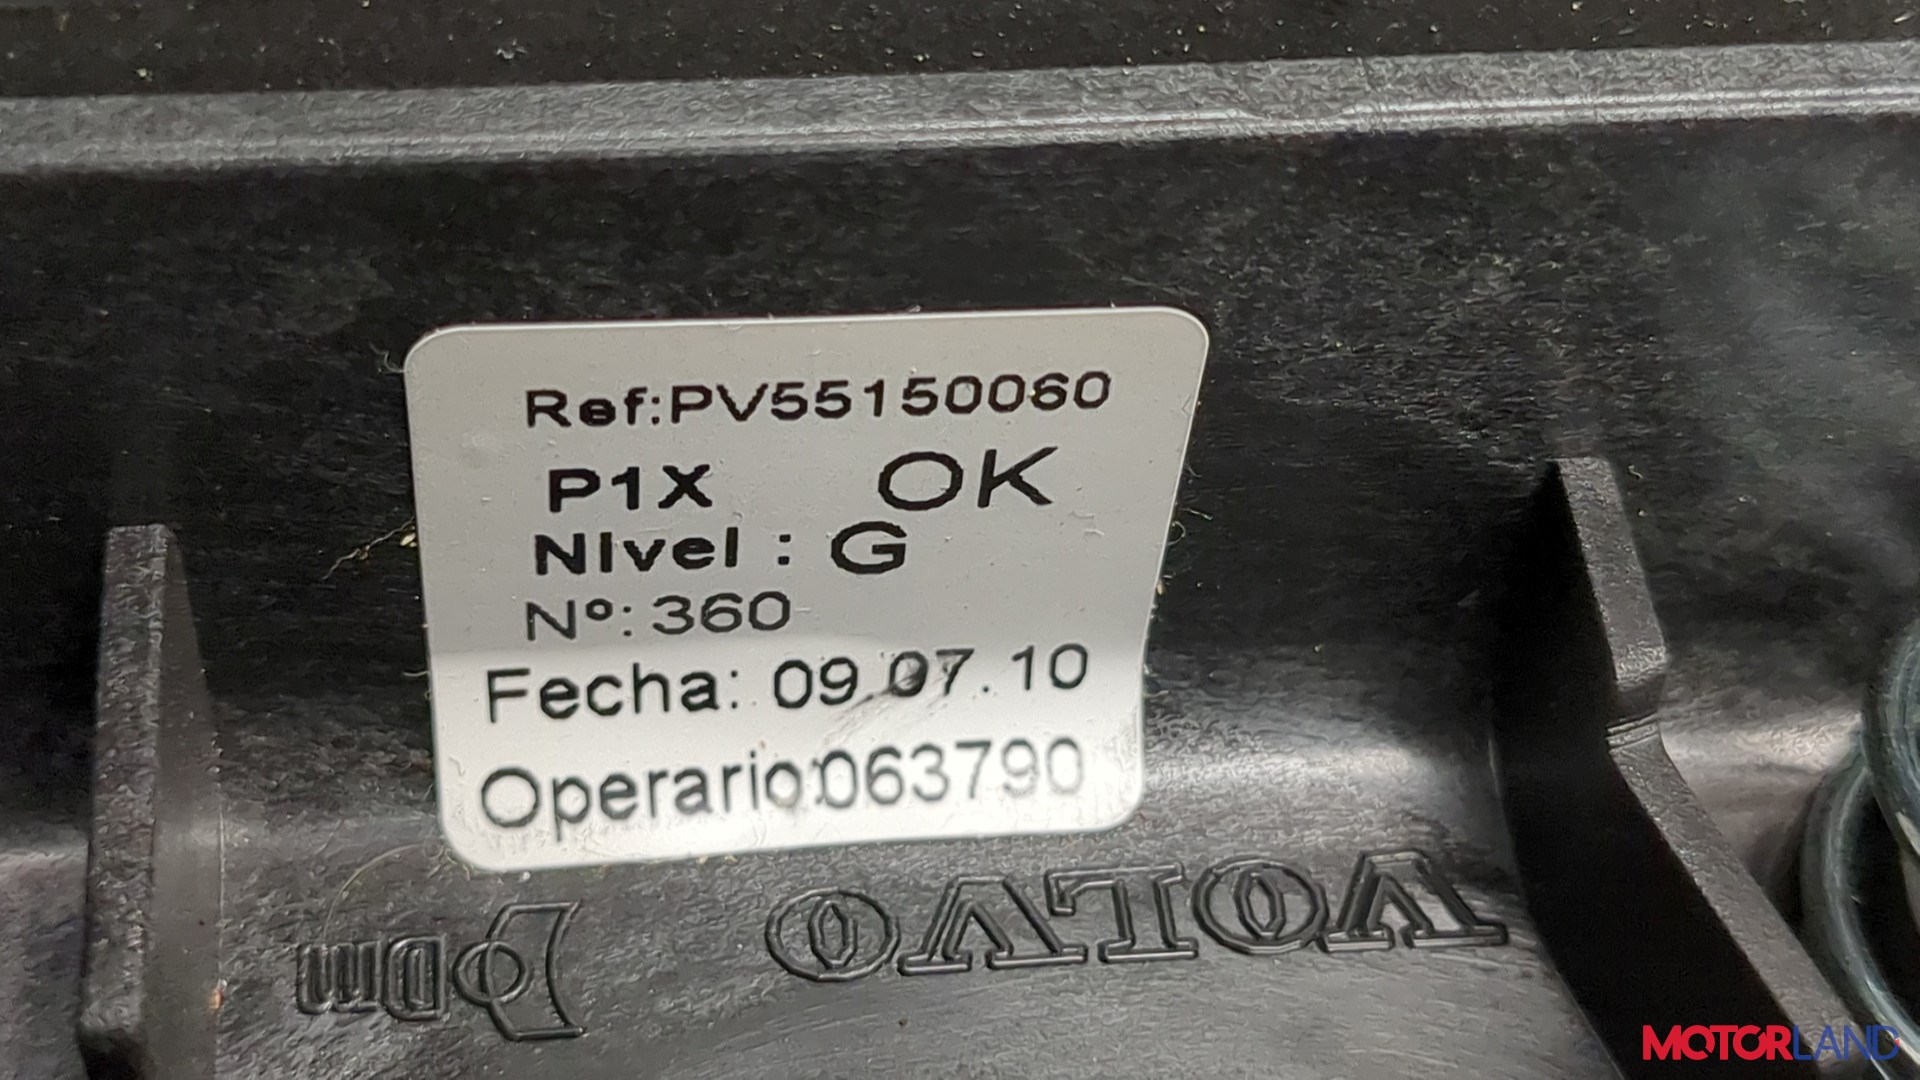 Ref:PV55150060
P1X OK
Nivel : G
Nº: 360
Fecha: 09.07.10
Operario:063790
VOLVO
MOTORLAND